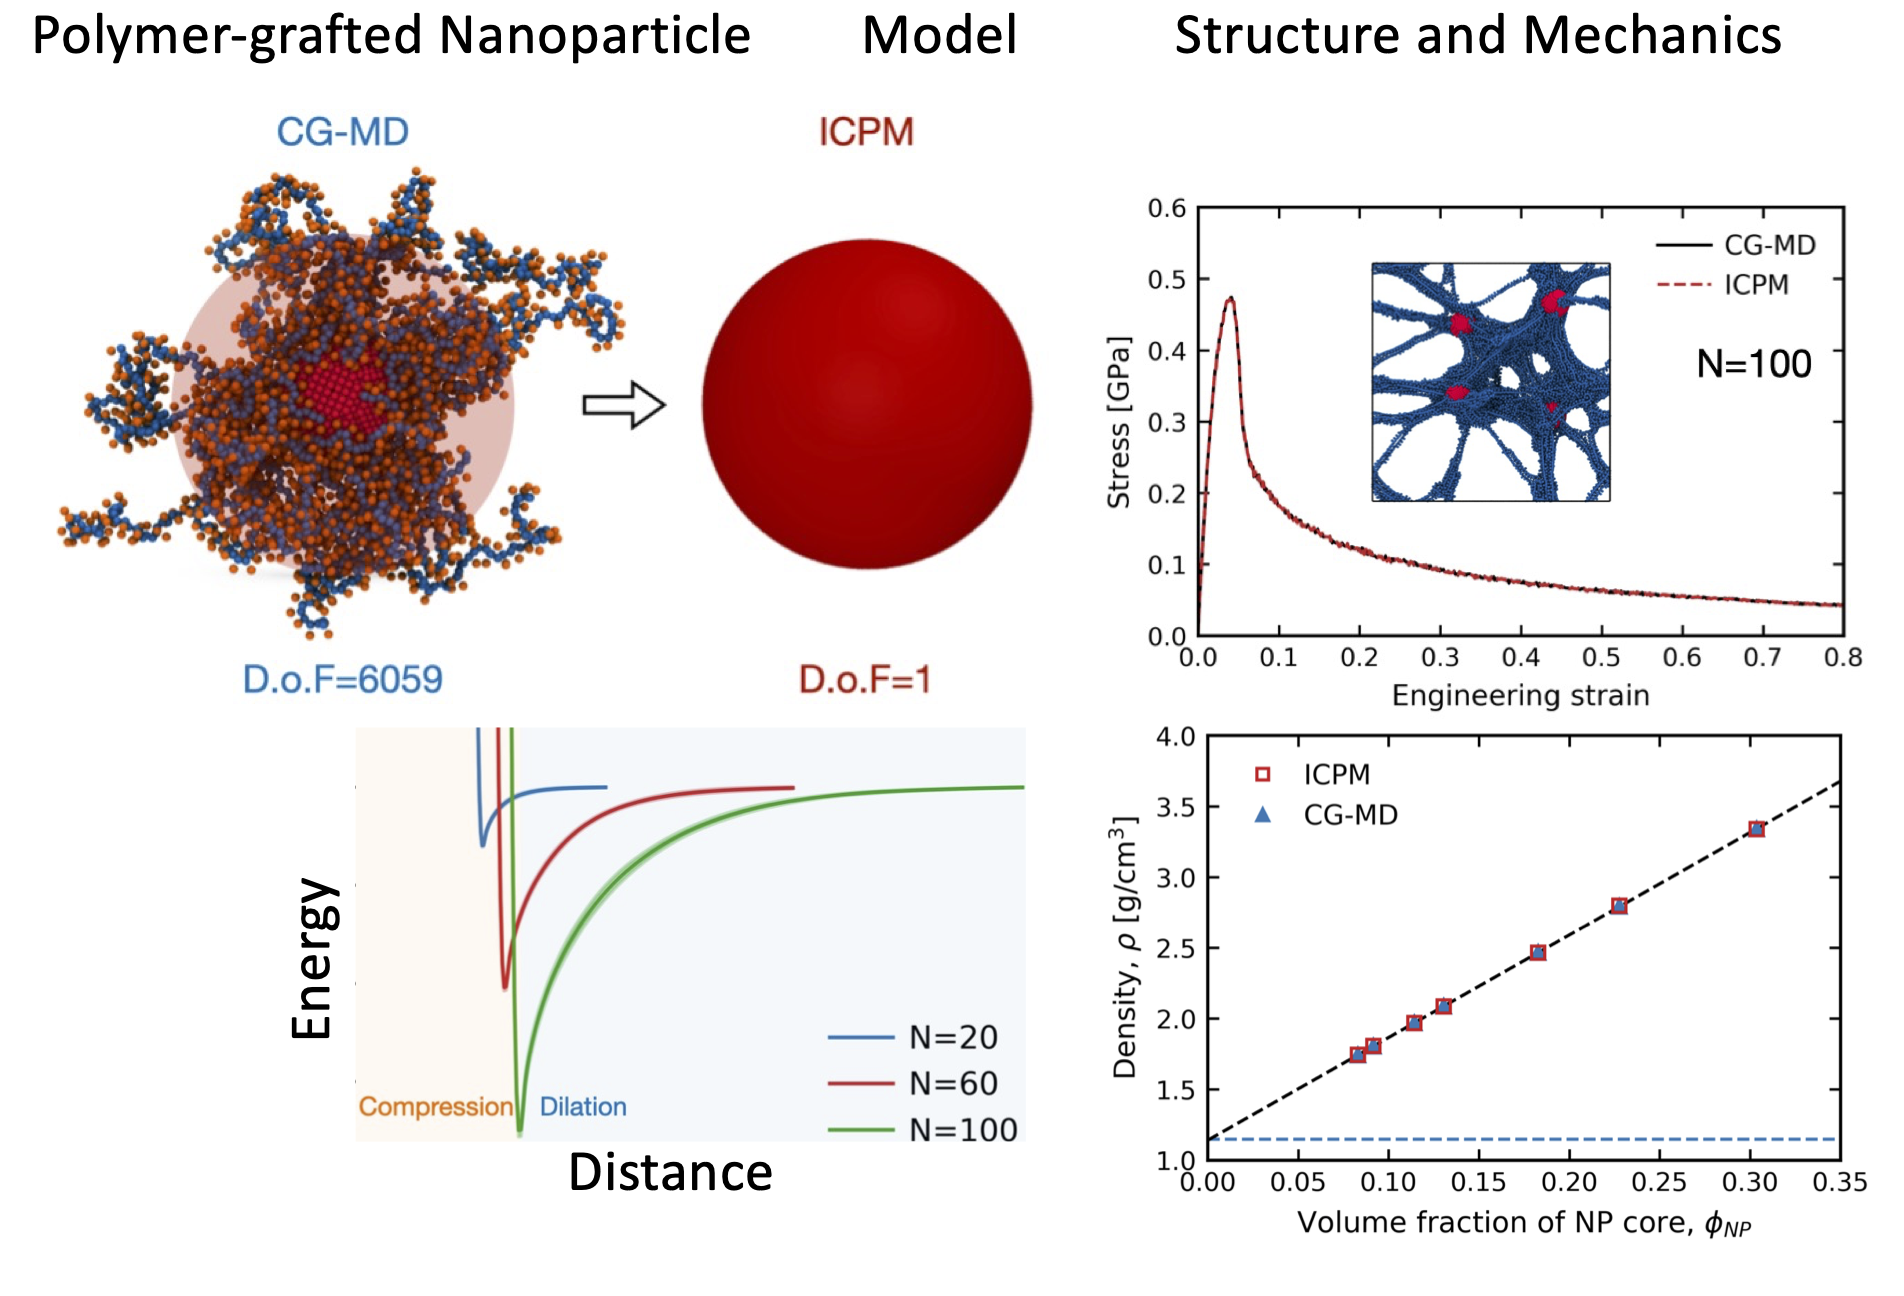 Polymer-grafted Nanoparticle Model Structure and Mechanics
CG-MD
ICPM
D.o.F=6059
D.o.F=1
Energy
Compression
Dilation
N=20
N=60
N=100
Distance
Stress [GPa]
0.6
0.5
0.4
0.3
0.2
0.1
0.0
CG-MD
ICPM
N=100
0.0 0.1 0.2 0.3 0.4 0.5 0.6 0.7 0.8
Engineering strain
Density, ρ [g/cm³]
4.0
3.5
3.0
2.5
2.0
1.5
1.0
ICPM
CG-MD
0.00 0.05 0.10 0.15 0.20 0.25 0.30 0.35
Volume fraction of NP core, ϕNP